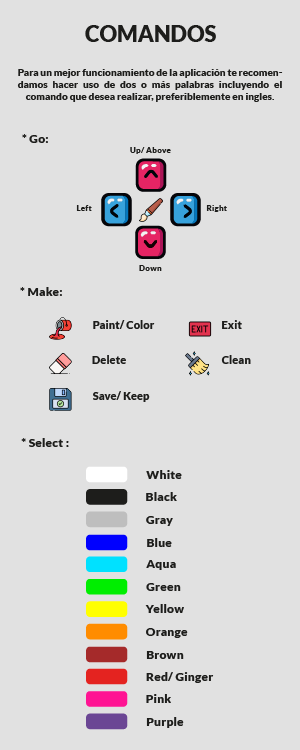 COMANDOS
Para un mejor funcionamiento de la aplicación te recomen-
damos hacer uso de dos o más palabras incluyendo el
comando que desea realizar, preferiblemente en ingles.
* Go:
Up/ Above
Left
Right
Down
* Make:
Paint/ Color
EXIT
Exit
Delete
Clean
Save/ Keep
* Select :
White
Black
Gray
Blue
Aqua
Green
Yellow
Orange
Brown
Red/ Ginger
Pink
Purple